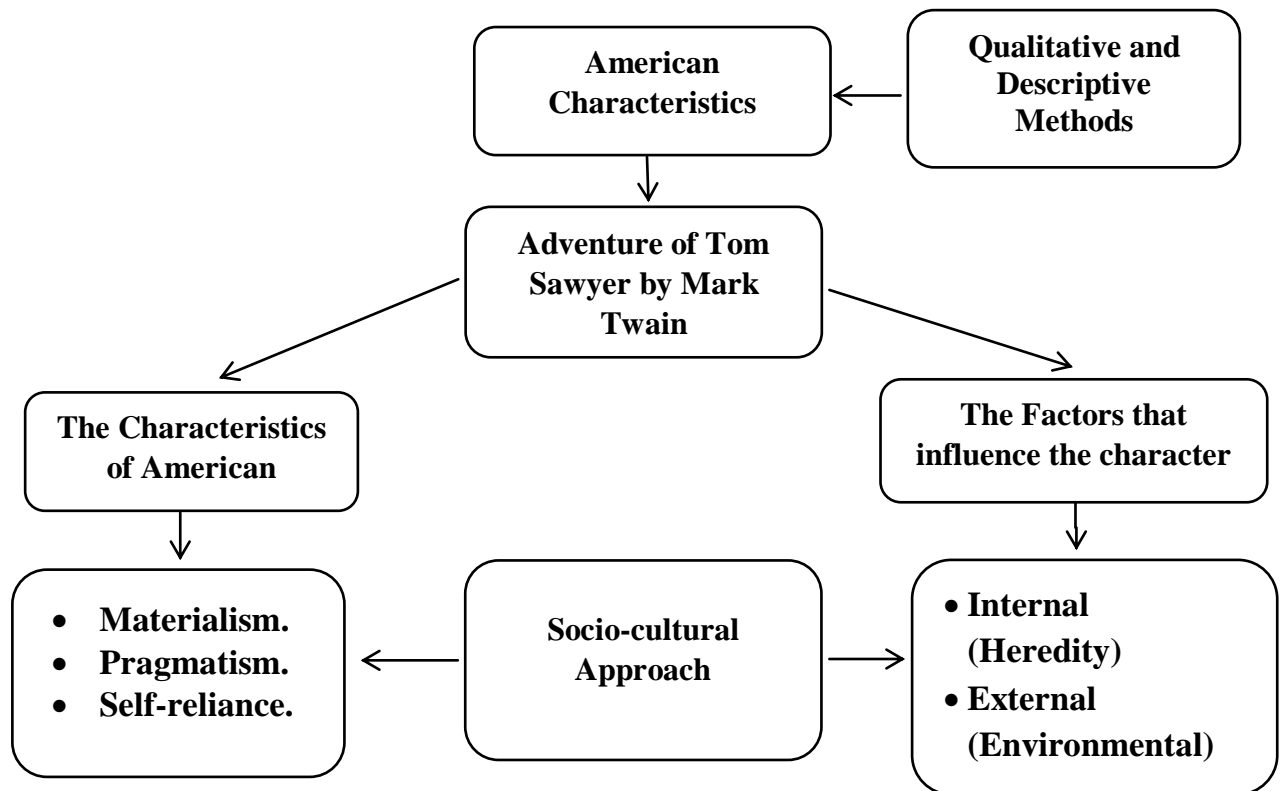 American
Characteristics
Qualitative and
Descriptive
Methods
Adventure of Tom
Sawyer by Mark
Twain
The Characteristics
of American
The Factors that
influence the character
• Materialism.
• Pragmatism.
• Self-reliance.
Socio-cultural
Approach
• Internal
(Heredity)
• External
(Environmental)